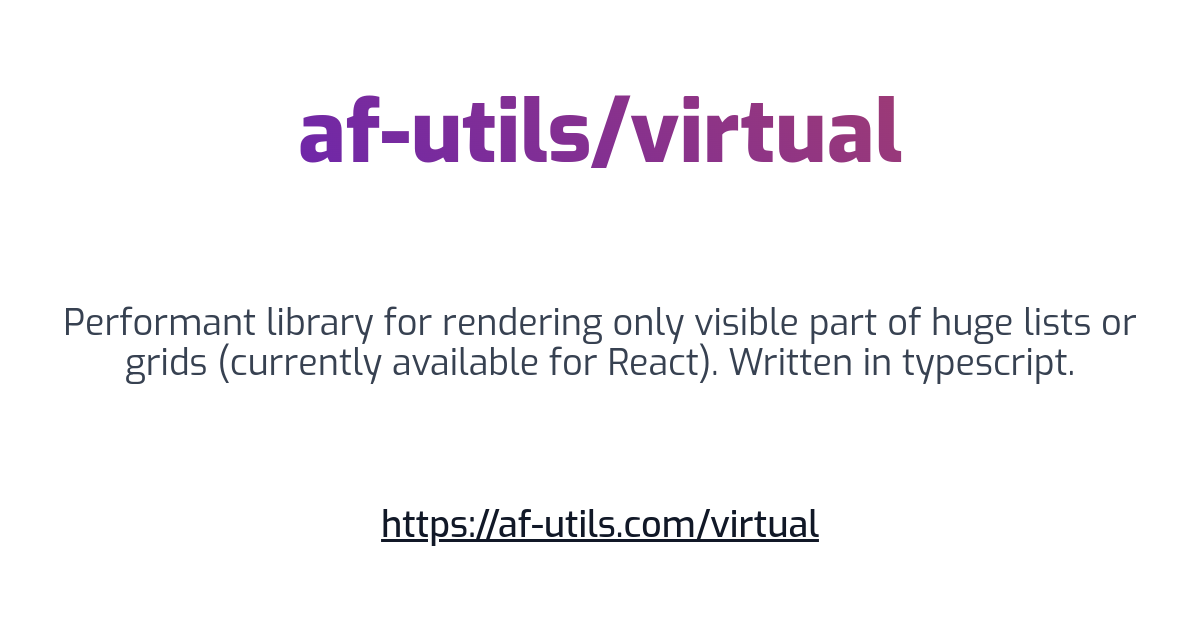 af-utils/virtual
Performant library for rendering only visible part of huge lists or
grids (currently available for React). Written in typescript.
https://af-utils.com/virtual